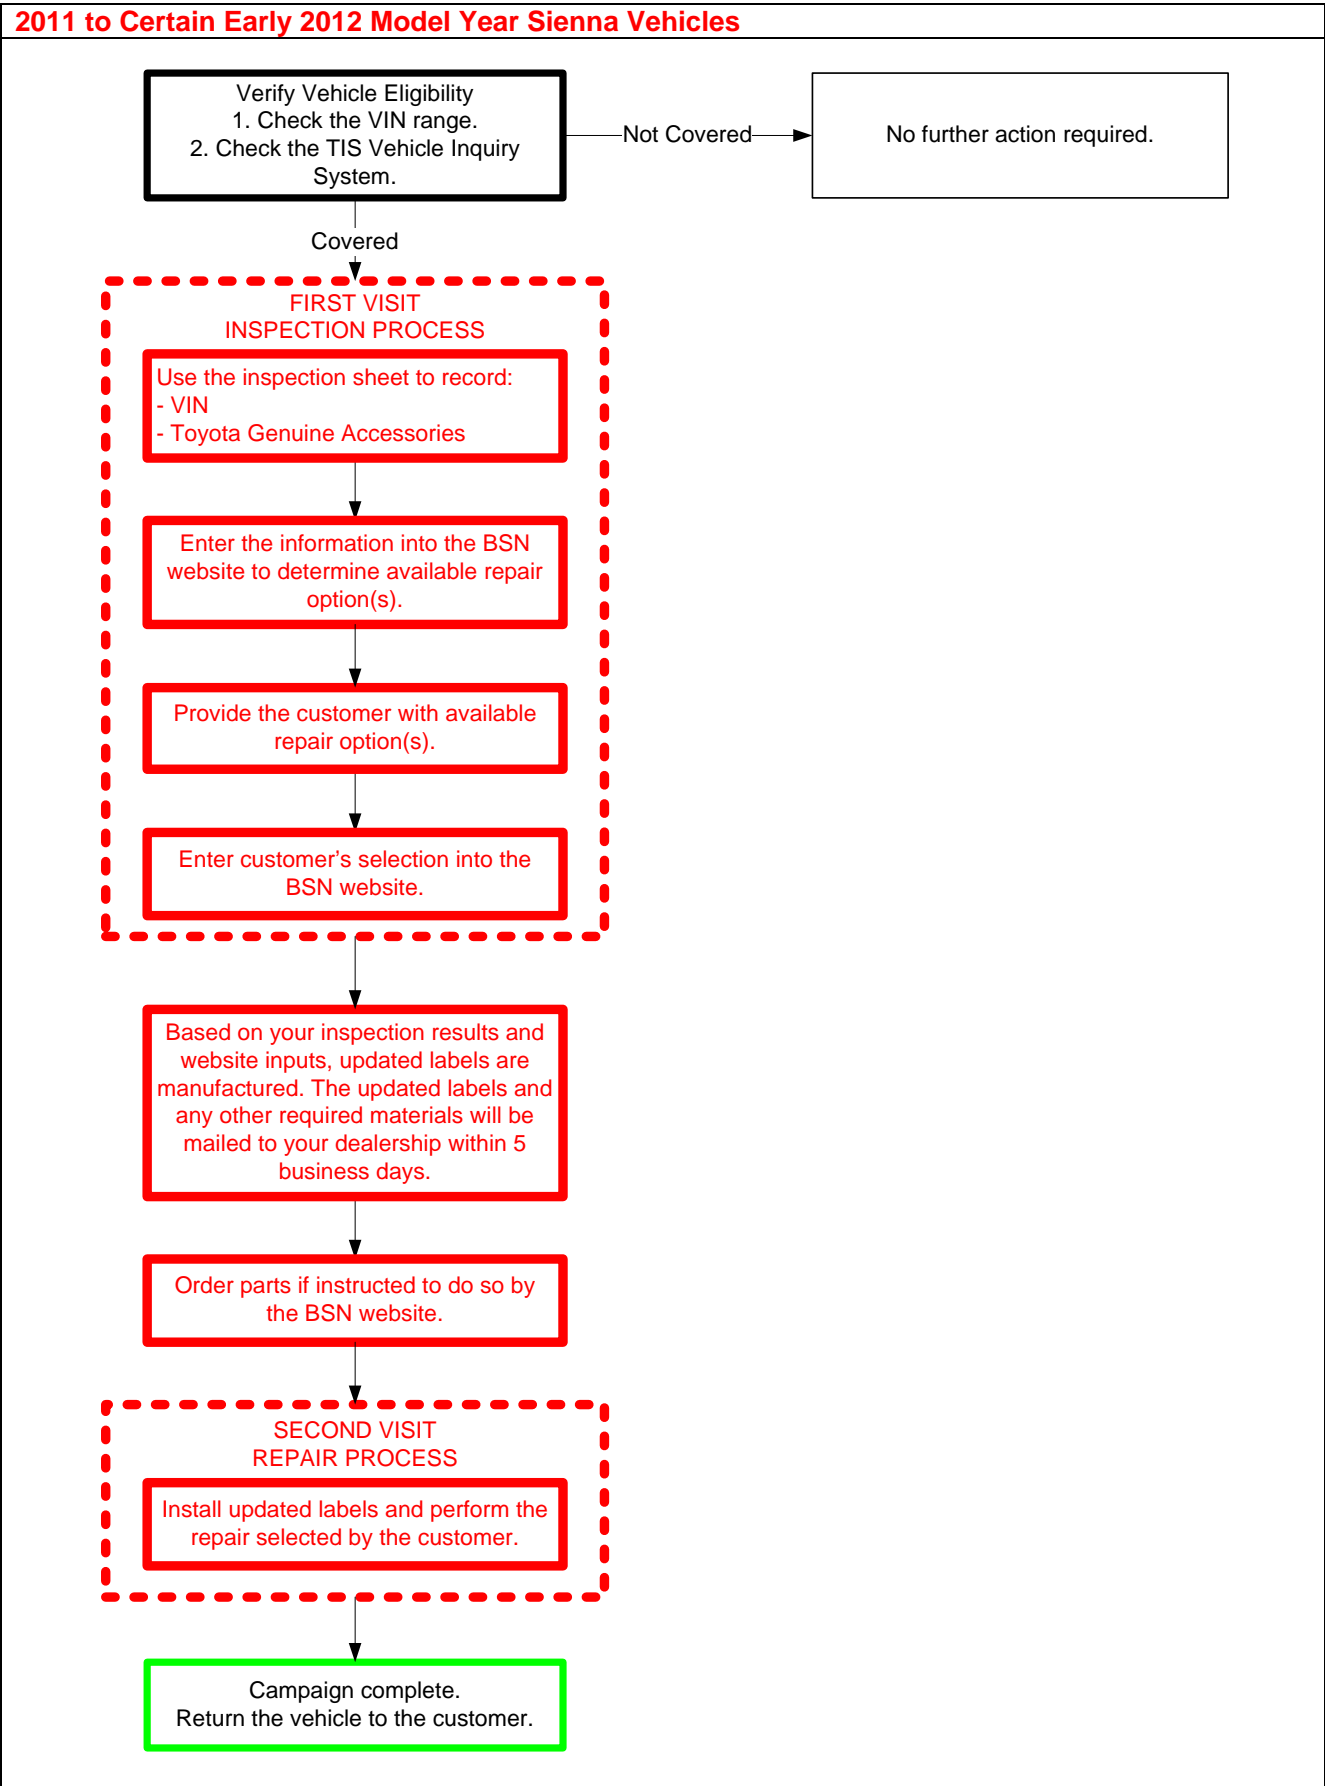 2011 to Certain Early 2012 Model Year Sienna Vehicles
Verify Vehicle Eligibility
1. Check the VIN range.
2. Check the TIS Vehicle Inquiry
System.
Not Covered
No further action required.
Covered
FIRST VISIT
INSPECTION PROCESS
Use the inspection sheet to record:
- VIN
- Toyota Genuine Accessories
Enter the information into the BSN
website to determine available repair
option(s).
Provide the customer with available
repair option(s).
Enter customer’s selection into the
BSN website.
Based on your inspection results and
website inputs, updated labels are
manufactured. The updated labels and
any other required materials will be
mailed to your dealership within 5
business days.
Order parts if instructed to do so by
the BSN website.
SECOND VISIT
REPAIR PROCESS
Install updated labels and perform the
repair selected by the customer.
Campaign complete.
Return the vehicle to the customer.